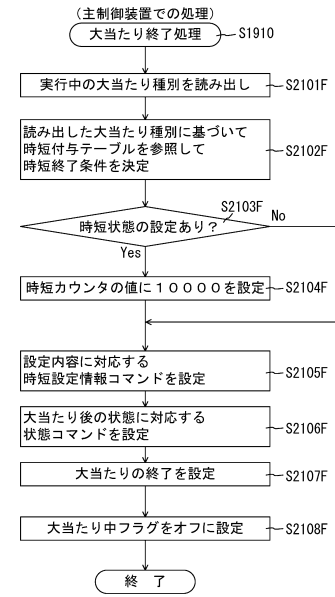 (主制御装置での処理)
大当たり終了処理
S1910
実行中の大当たり種別を読み出し
S2101F
読み出した大当たり種別に基づいて
時短付与テーブルを参照して
時短終了条件を決定
S2102F
S2103F
時短状態の設定あり?
No
Yes
時短カウンタの値に10000を設定
S2104F
設定内容に対応する
時短設定情報コマンドを設定
S2105F
大当たり後の状態に対応する
状態コマンドを設定
S2106F
大当たりの終了を設定
S2107F
大当たり中フラグをオフに設定
S2108F
終 了